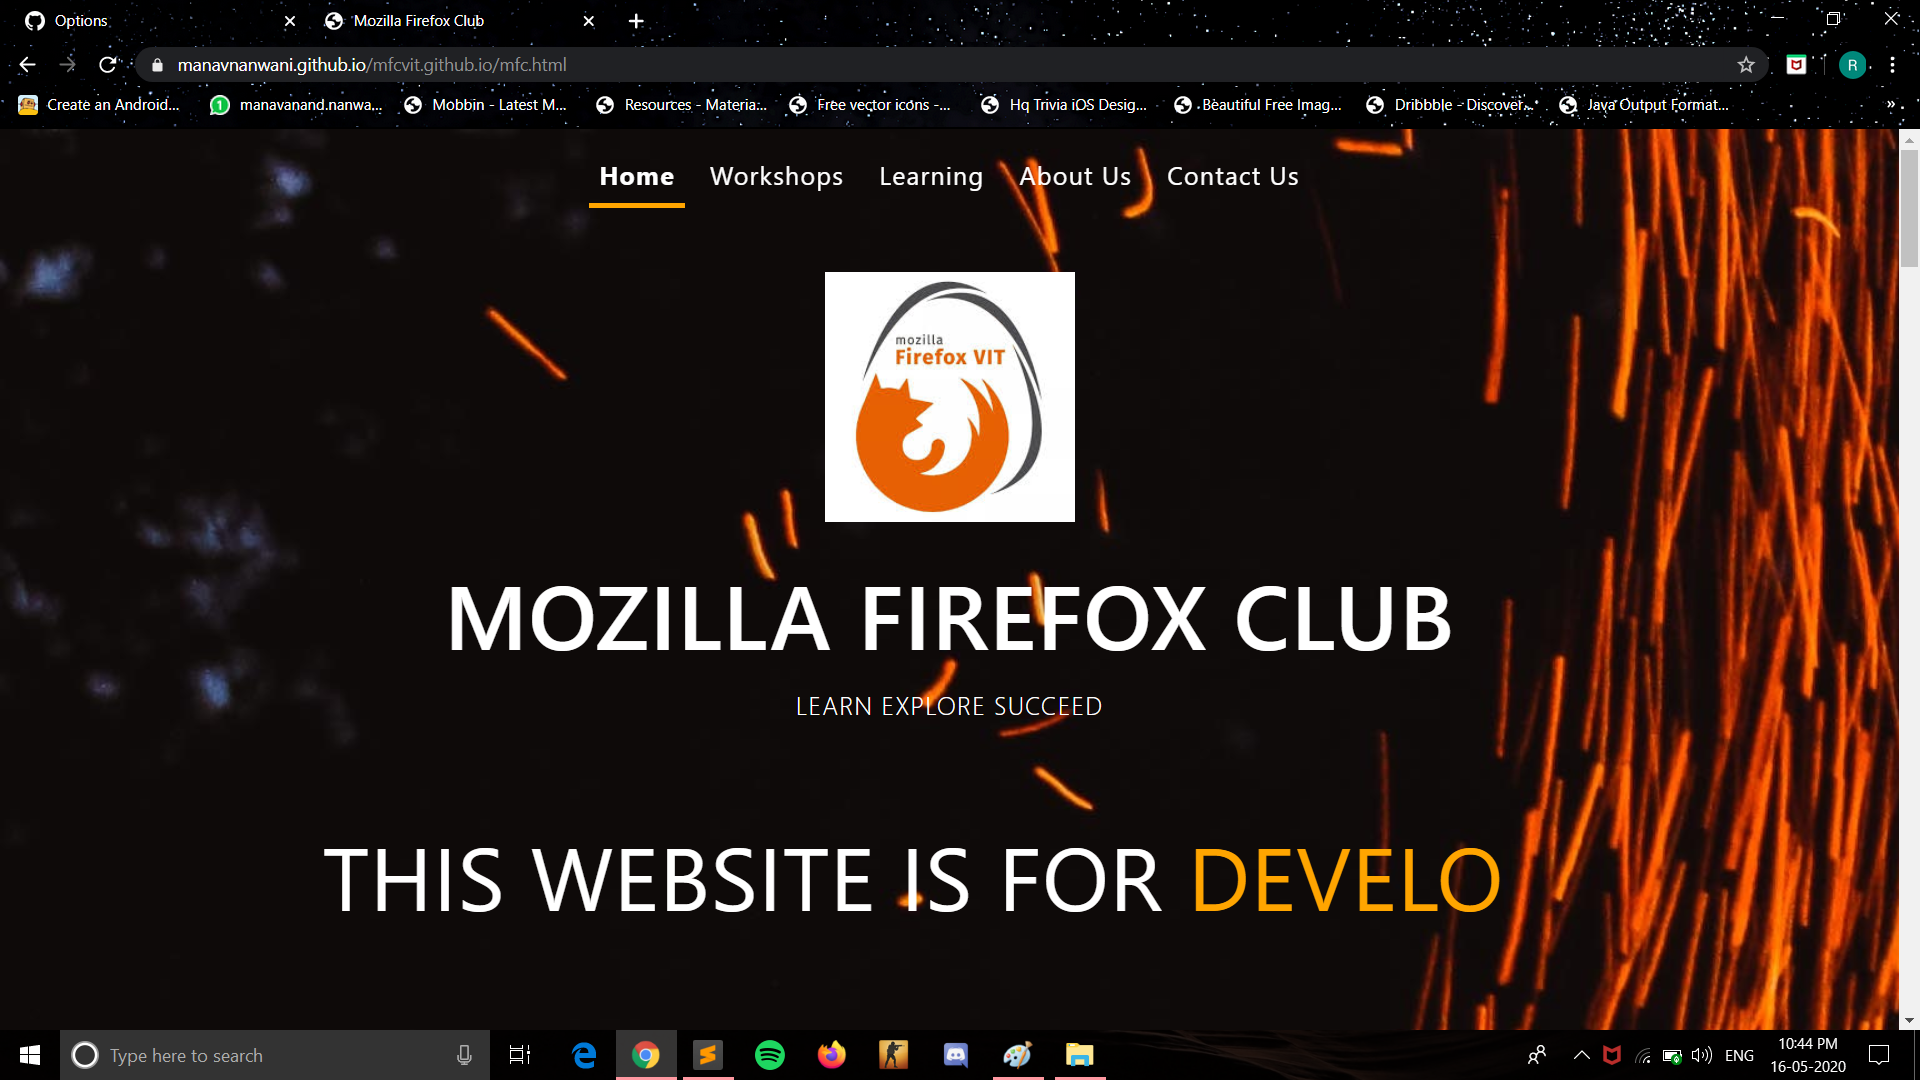 Options
Mozilla Firefox Club
manavnanwani.github.io/mfcvit.github.io/mfc.html
R
Create an Android...
1
manavanand.nanwa...
Mobbin - Latest M...
Resources - Materia...
Free vector icons -...
Hq Trivia iOS Desig...
Beautiful Free Imag...
Dribbble - Discover...
Java Output Format...
»
Home
Workshops
Learning
About Us
Contact Us
mozilla
Firefox VIT
MOZILLA FIREFOX CLUB
LEARN EXPLORE SUCCEED
THIS WEBSITE IS FOR DEVELO
Type here to search
ENG
10:44 PM
16-05-2020